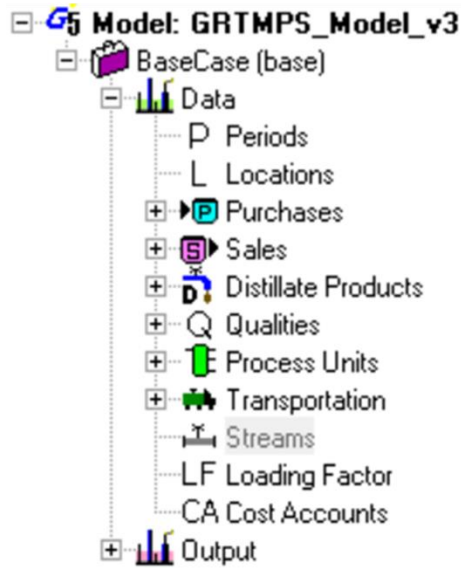 G5 Model: GRTMPS_Model_v3
BaseCase (base)
Data
P Periods
L Locations
P Purchases
S Sales
D Distillate Products
Q Qualities
Process Units
Transportation
Streams
LF Loading Factor
CA Cost Accounts
Output